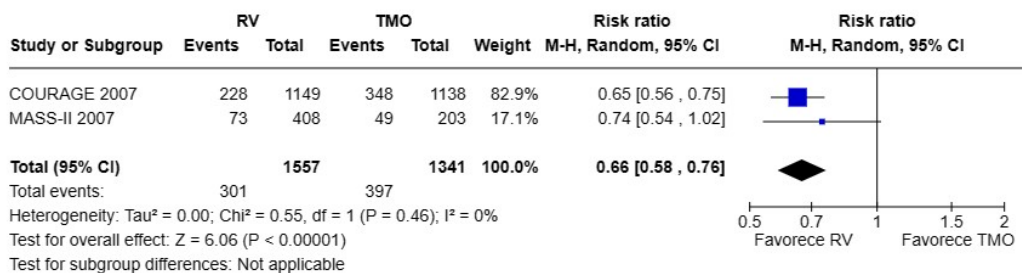 RV TMO Risk ratio Risk ratio
Study or Subgroup Events Total Events Total Weight M-H, Random, 95% CI M-H, Random, 95% CI
COURAGE 2007 228 1149 348 1138 82.9% 0.65 [0.56 , 0.75]
MASS-II 2007 73 408 49 203 17.1% 0.74 [0.54 , 1.02]
Total (95% CI) 1557 1341 100.0% 0.66 [0.58 , 0.76]
Total events: 301 397
Heterogeneity: Tau² = 0.00; Chi² = 0.55, df = 1 (P = 0.46); I² = 0%
0.5 0.7 1 1.5 2
Test for overall effect: Z = 6.06 (P < 0.00001)
Favorece RV Favorece TMO
Test for subgroup differences: Not applicable